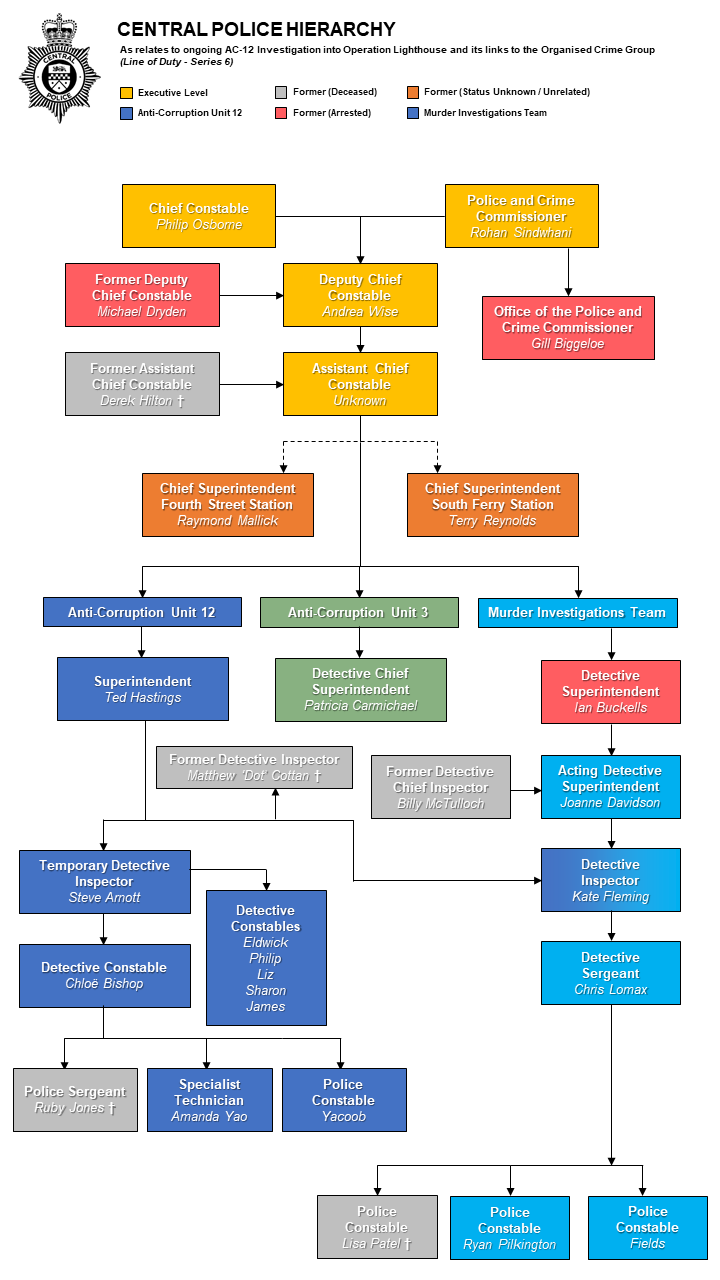 CENTRAL POLICE HIERARCHY
As relates to ongoing AC-12 Investigation into Operation Lighthouse and its links to the Organised Crime Group
(Line of Duty - Series 6)
CENTRAL
POLICE
Executive Level
Former (Deceased)
Former (Status Unknown / Unrelated)
Anti-Corruption Unit 12
Former (Arrested)
Murder Investigations Team
Chief Constable
Philip Osborne
Police and Crime
Commissioner
Rohan Sindwhani
Former Deputy
Chief Constable
Michael Dryden
Deputy Chief
Constable
Andrea Wise
Office of the Police and
Crime Commissioner
Gill Biggeloe
Former Assistant
Chief Constable
Derek Hilton †
Assistant Chief
Constable
Unknown
Chief Superintendent
Fourth Street Station
Raymond Mallick
Chief Superintendent
South Ferry Station
Terry Reynolds
Anti-Corruption Unit 12
Anti-Corruption Unit 3
Murder Investigations Team
Superintendent
Ted Hastings
Detective Chief
Superintendent
Patricia Carmichael
Detective
Superintendent
Ian Buckells
Former Detective Inspector
Matthew 'Dot' Cottan †
Former Detective
Chief Inspector
Billy McTulloch
Acting Detective
Superintendent
Joanne Davidson
Temporary Detective
Inspector
Steve Arnott
Detective
Constables
Eldwick
Philip
Liz
Sharon
James
Detective
Inspector
Kate Fleming
Detective Constable
Chloë Bishop
Detective
Sergeant
Chris Lomax
Police Sergeant
Ruby Jones †
Specialist
Technician
Amanda Yao
Police
Constable
Yacoob
Police
Constable
Lisa Patel †
Police
Constable
Ryan Pilkington
Police
Constable
Fields